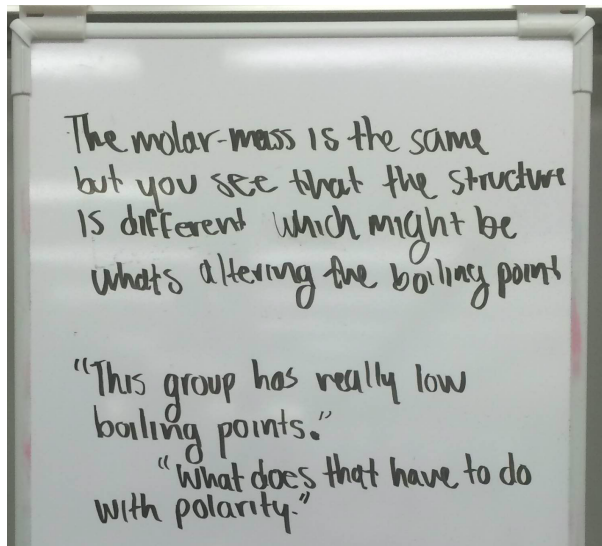 The molar-mass is the same
but you see that the structure
is different which might be
whats altering the boiling point
"This group has really low
boiling points."
"What does that have to do
with polarity."